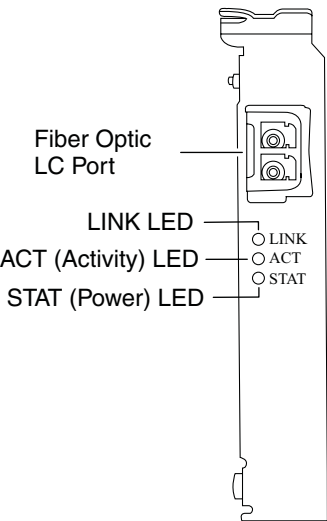 Fiber Optic
LC Port
LINK LED
LINK
ACT (Activity) LED
ACT
STAT (Power) LED
STAT